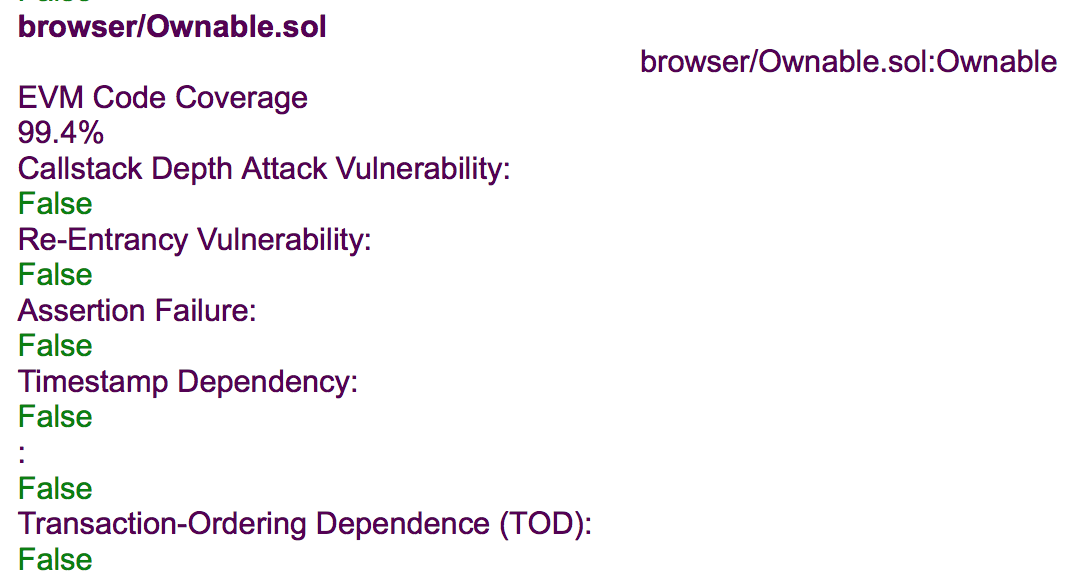 browser/Ownable.sol
browser/Ownable.sol:Ownable
EVM Code Coverage
99.4%
Callstack Depth Attack Vulnerability:
False
Re-Entrancy Vulnerability:
False
Assertion Failure:
False
Timestamp Dependency:
False
:
False
Transaction-Ordering Dependence (TOD):
False